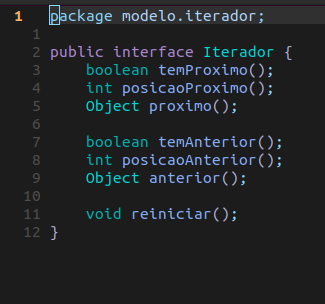 1 package modelo.iterador;
1
2 public interface Iterador {
3     boolean temProximo();
4     int posicaoProximo();
5     Object proximo();
6
7     boolean temAnterior();
8     int posicaoAnterior();
9     Object anterior();
10
11     void reiniciar();
12 }